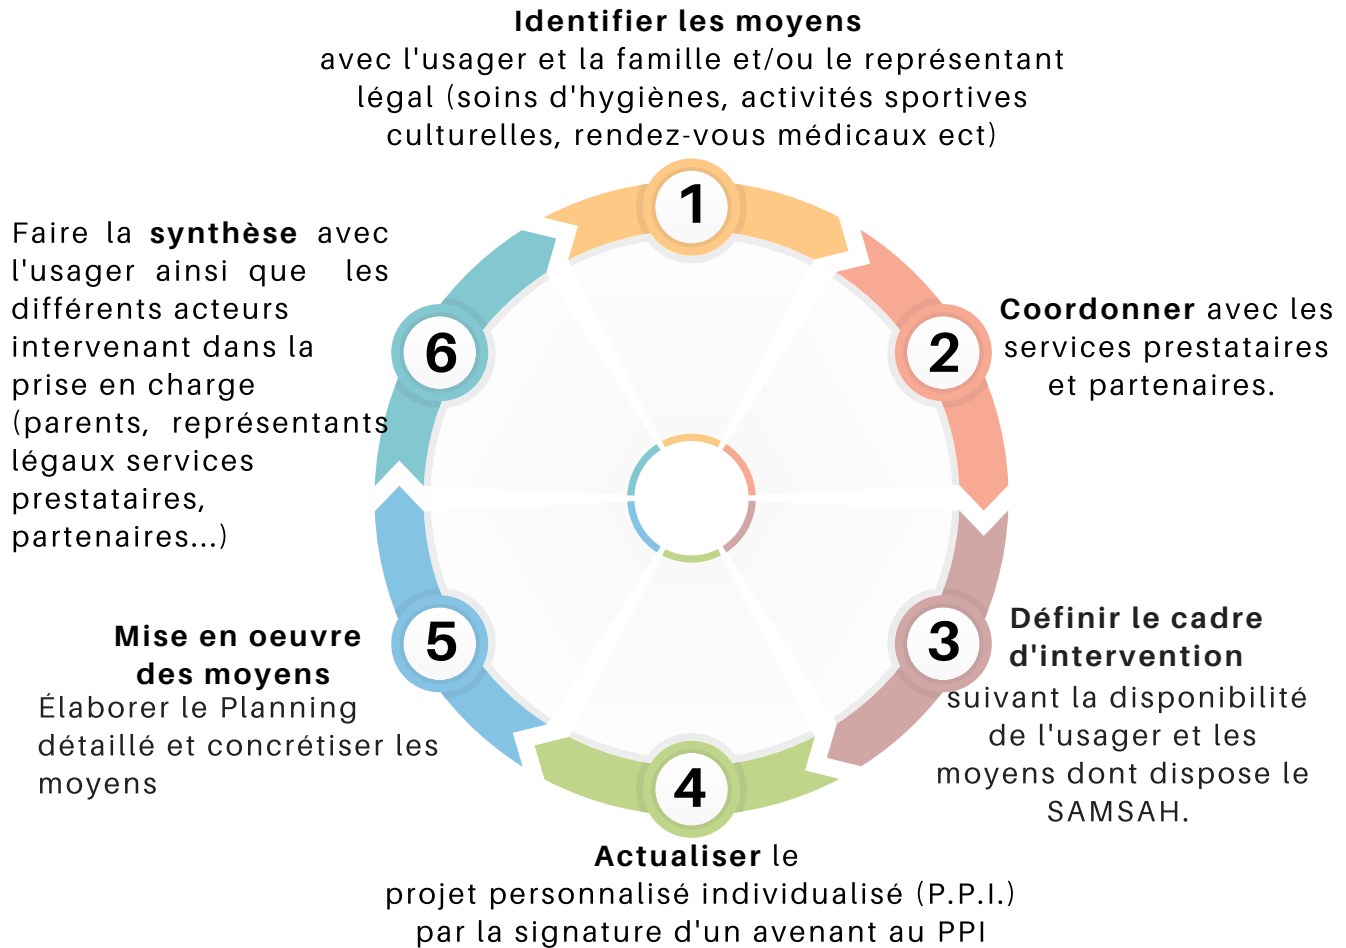 Identifier les moyens
avec l'usager et la famille et/ou le représentant
légal (soins d'hygiènes, activités sportives
culturelles, rendez-vous médicaux ect)
1
2
Coordonner avec les
services prestataires
et partenaires.
3
Définir le cadre
d'intervention
suivant la disponibilité
de l'usager et les
moyens dont dispose le
SAMSAH.
4
Actualiser le
projet personnalisé individualisé (P.P.I.)
par la signature d'un avenant au PPI
5
Mise en oeuvre
des moyens
Élaborer le Planning
détaillé et concrétiser les
moyens
6
Faire la synthèse avec
l'usager ainsi que les
différents acteurs
intervenant dans la
prise en charge
(parents, représentants
légaux services
prestataires,
partenaires...)